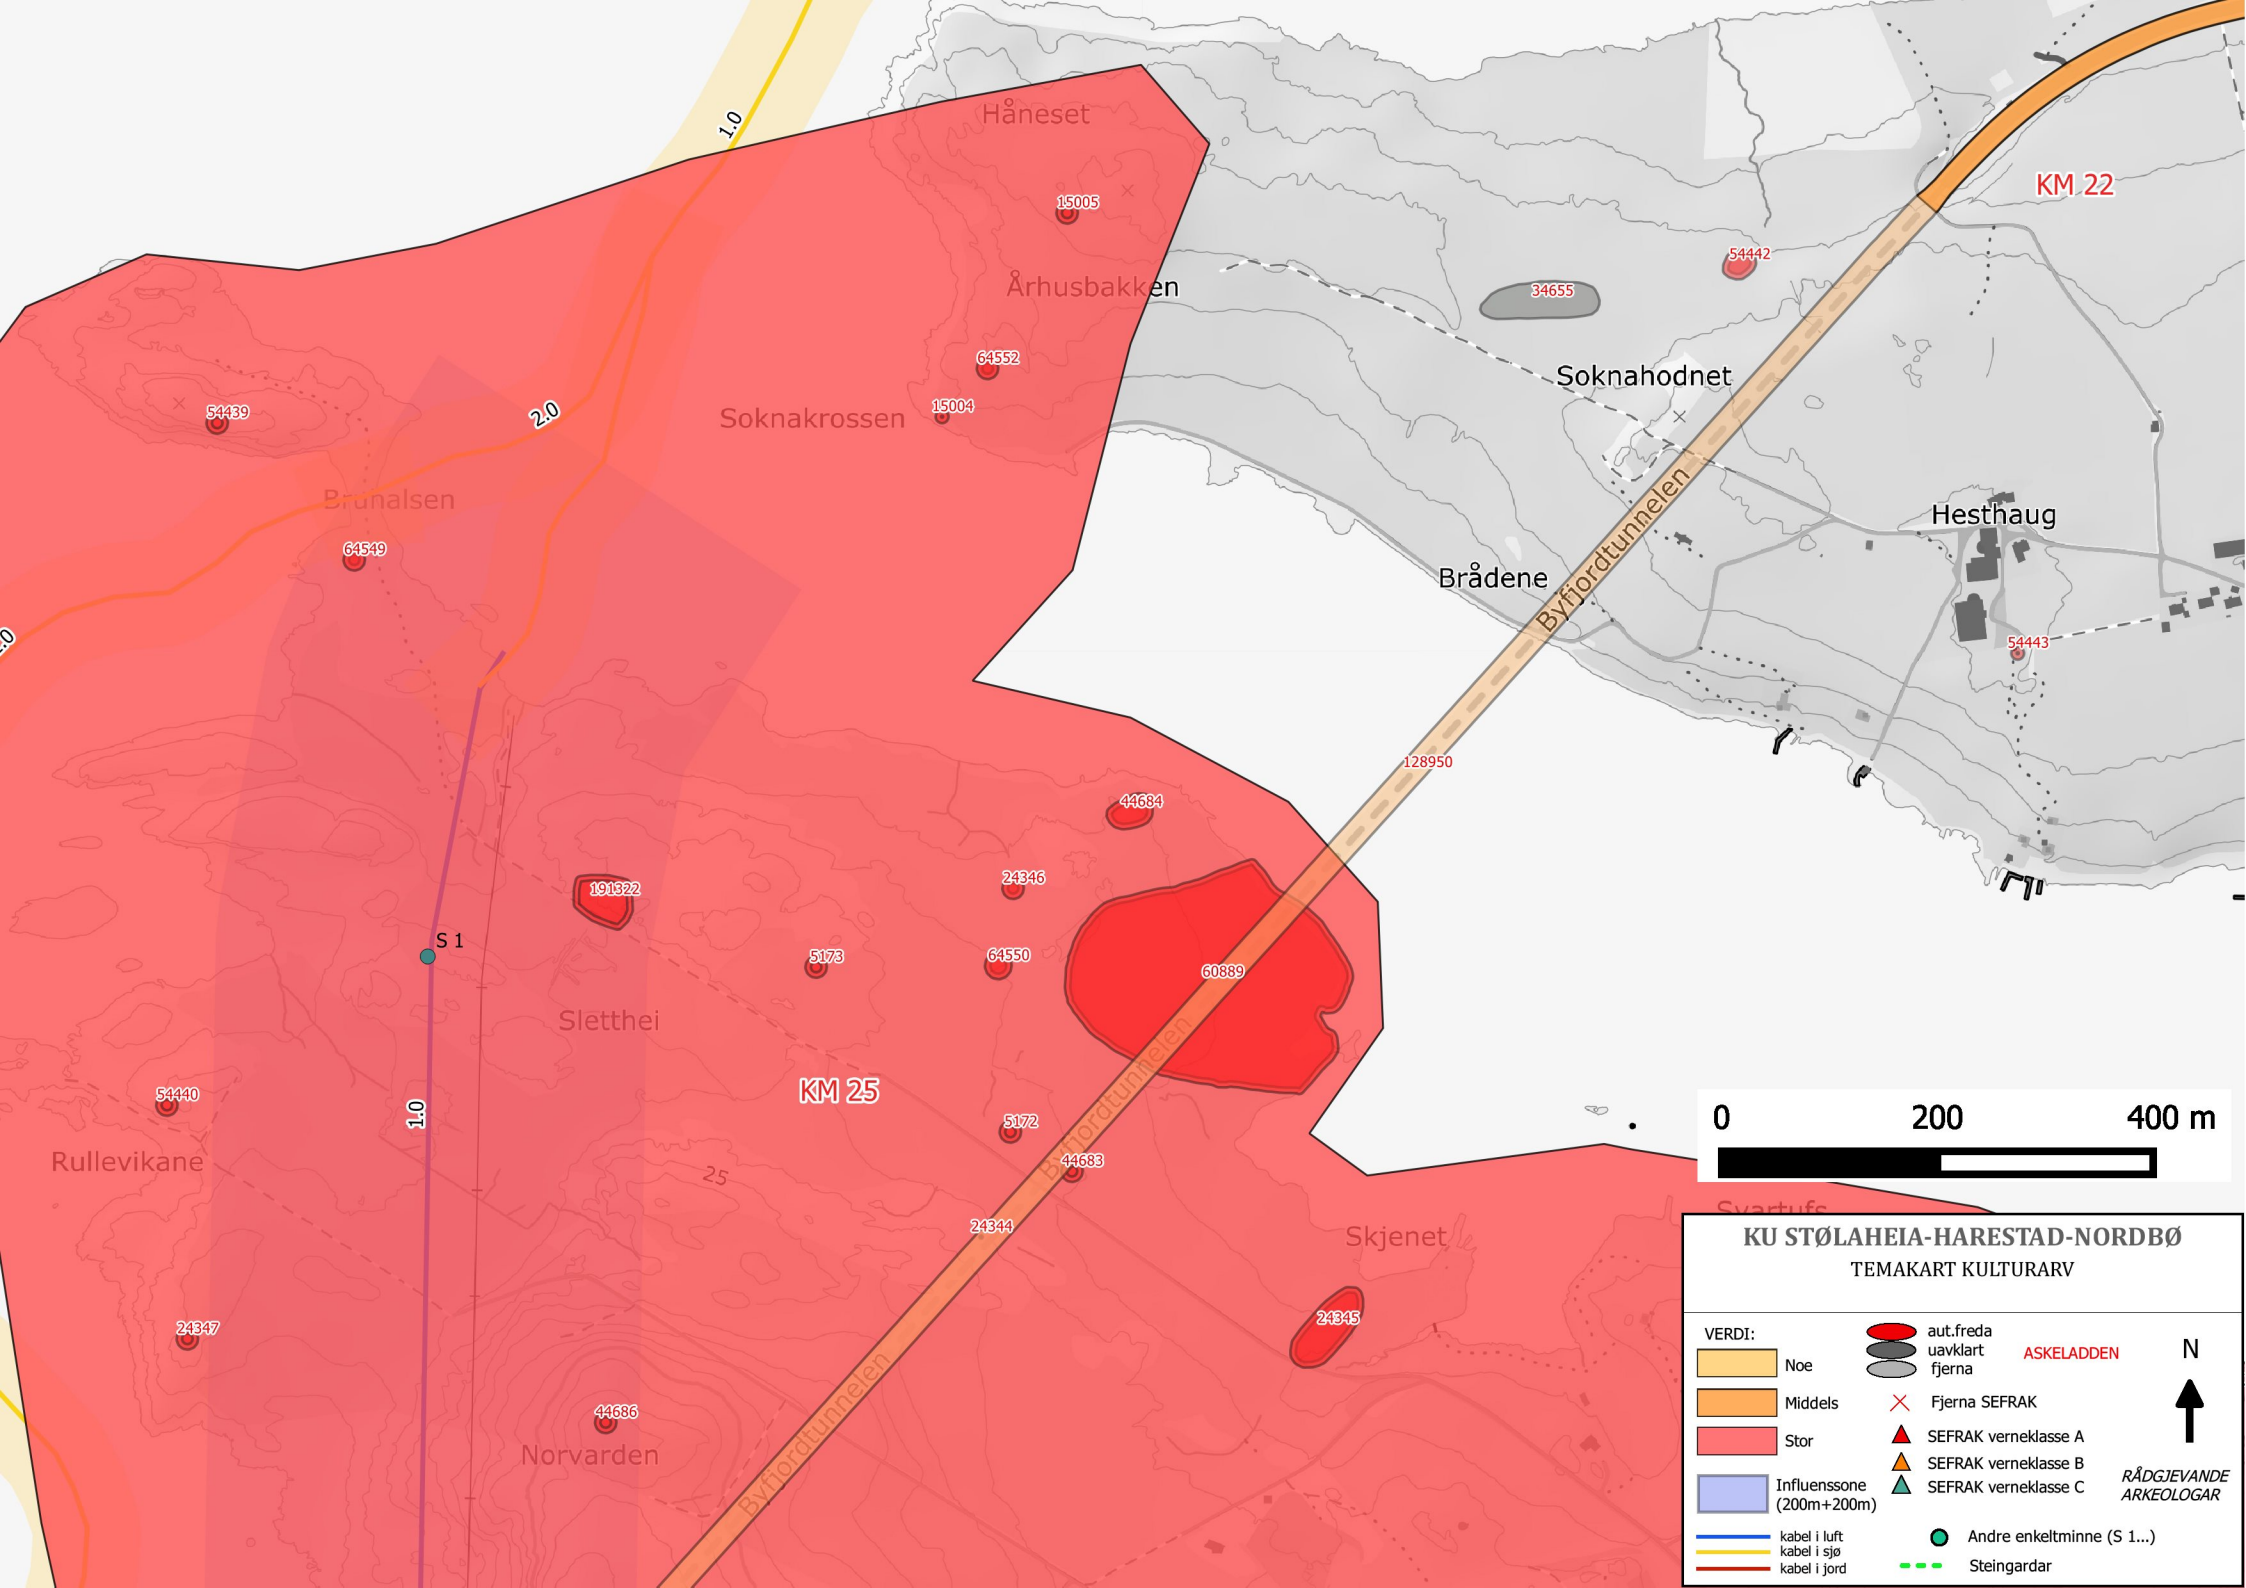 1.0
Håneset
15005
KM 22
54442
Århusbakken
34655
64552
Soknahodnet
15004
Soknakrossen
54439
2.0
Brunalsen
64549
Hesthaug
Byfjordtunnelen
Brådene
54443
128950
44684
24346
191322
S 1
5173
64550
60889
Sletthei
Byfjordtunnelen
KM 25
54440
1.0
5172
44683
Rullevikane
25
24344
Skjenet
24347
24345
Byfjordtunnelen
44686
Norvarden
0 200 400 m
KU STØLAHEIA-HARESTAD-NORDBØ
TEMAKART KULTURARV
VERDI:
Noe
Middels
Stor
Influenssone
(200m+200m)
kabel i luft
kabel i sjø
kabel i jord
aut.freda
uavklart
fjerna
ASKELADDEN
N
Fjerna SEFRAK
SEFRAK verneklasse A
SEFRAK verneklasse B
SEFRAK verneklasse C
RÅDGJEVANDE
ARKEOLOGAR
Andre enkeltminne (S 1...)
Steingardar